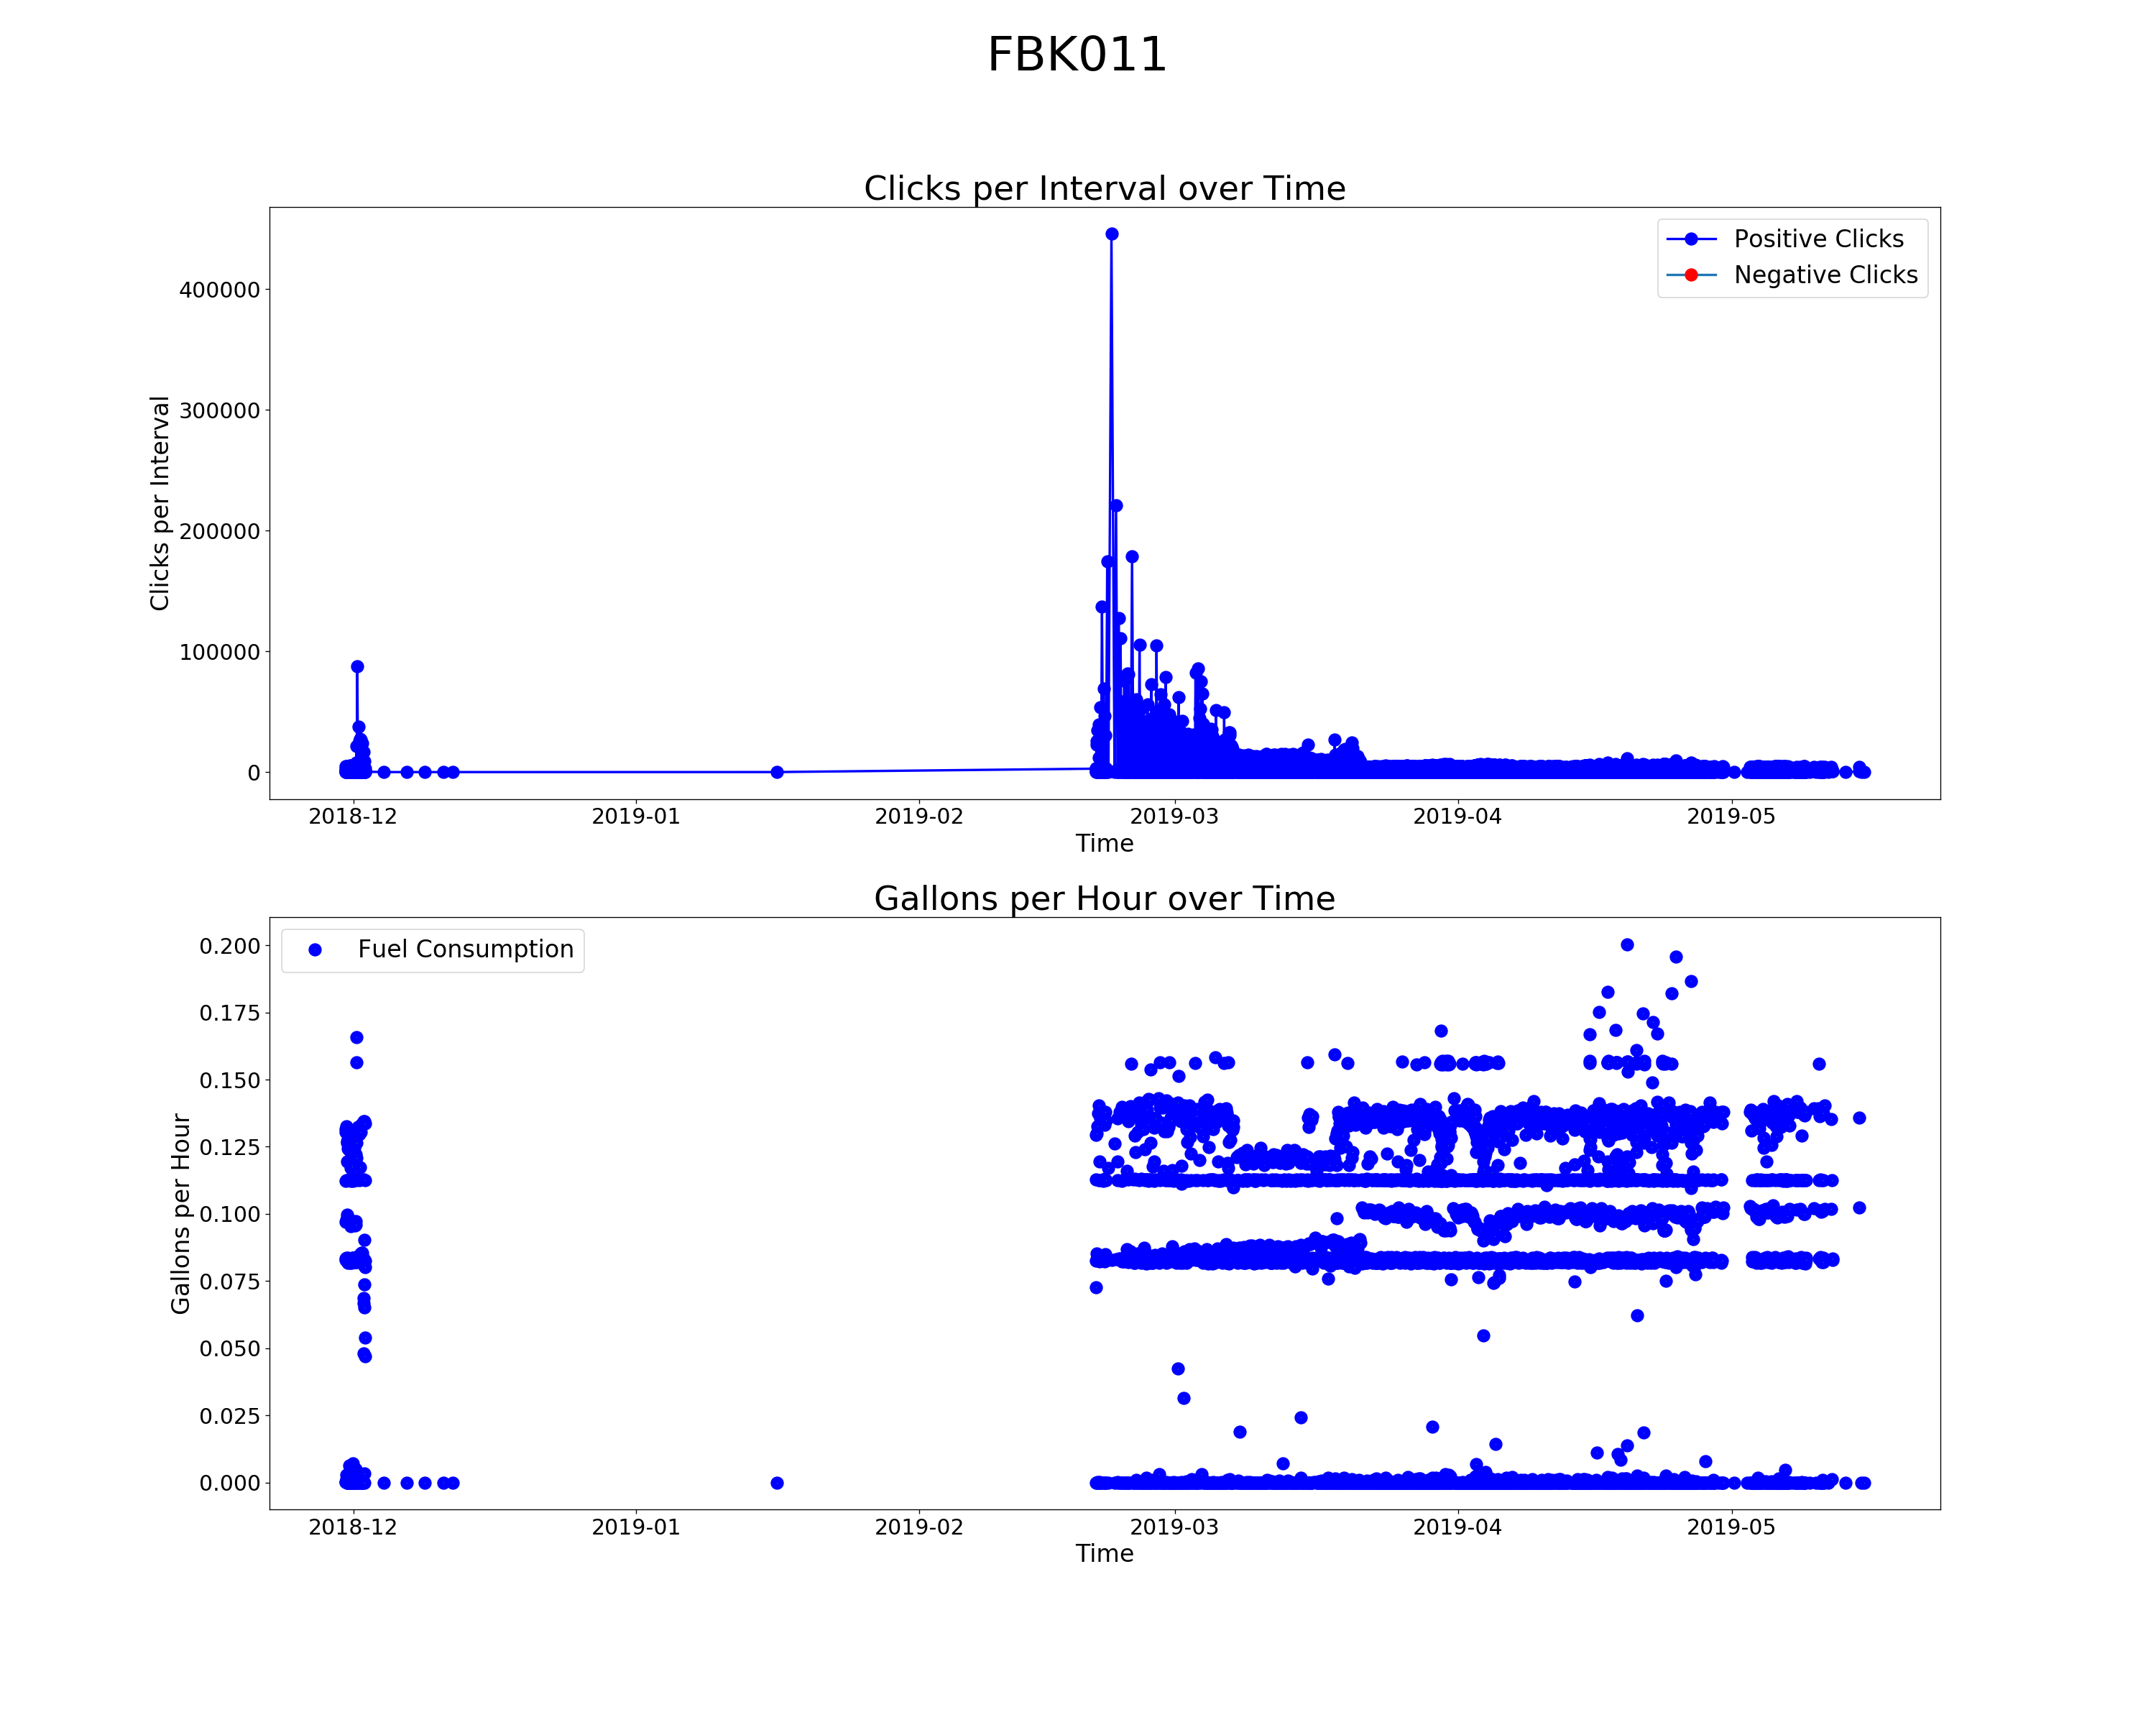 FBK011
Clicks per Interval over Time
Positive Clicks
Negative Clicks
400000
300000
200000
100000
0
Clicks per Interval
2018-12 2019-01 2019-02 2019-03 2019-04 2019-05
Time
Gallons per Hour over Time
Fuel Consumption
0.200
0.175
0.150
0.125
0.100
0.075
0.050
0.025
0.000
Gallons per Hour
2018-12 2019-01 2019-02 2019-03 2019-04 2019-05
Time